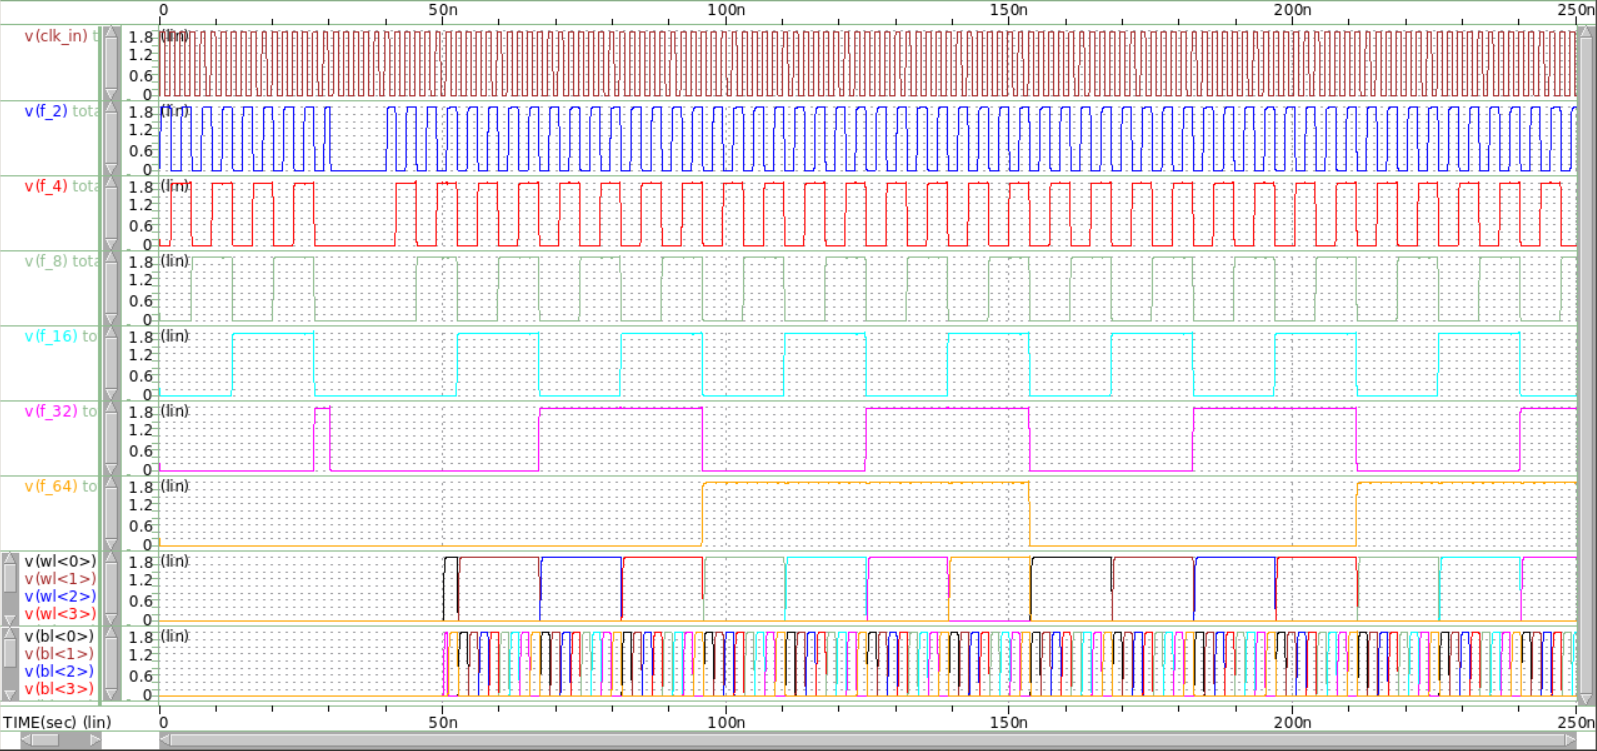 0 50n 100n 150n 200n 250n
v(clk_in) t 1.8 (lin)
1.2
0.6
0
v(f_2) tota 1.8 (lin)
1.2
0.6
0
v(f_4) tota 1.8 (lin)
1.2
0.6
0
v(f_8) tota 1.8 (lin)
1.2
0.6
0
v(f_16) to 1.8 (lin)
1.2
0.6
0
v(f_32) to 1.8 (lin)
1.2
0.6
0
v(f_64) to 1.8 (lin)
1.2
0.6
0
v(wl<0>) 1.8 (lin)
v(wl<1>) 1.2
v(wl<2>) 0.6
v(wl<3>) 0
v(bl<0>) 1.8 (lin)
v(bl<1>) 1.2
v(bl<2>) 0.6
v(bl<3>) 0
TIME(sec) (lin) 0 50n 100n 150n 200n 250n